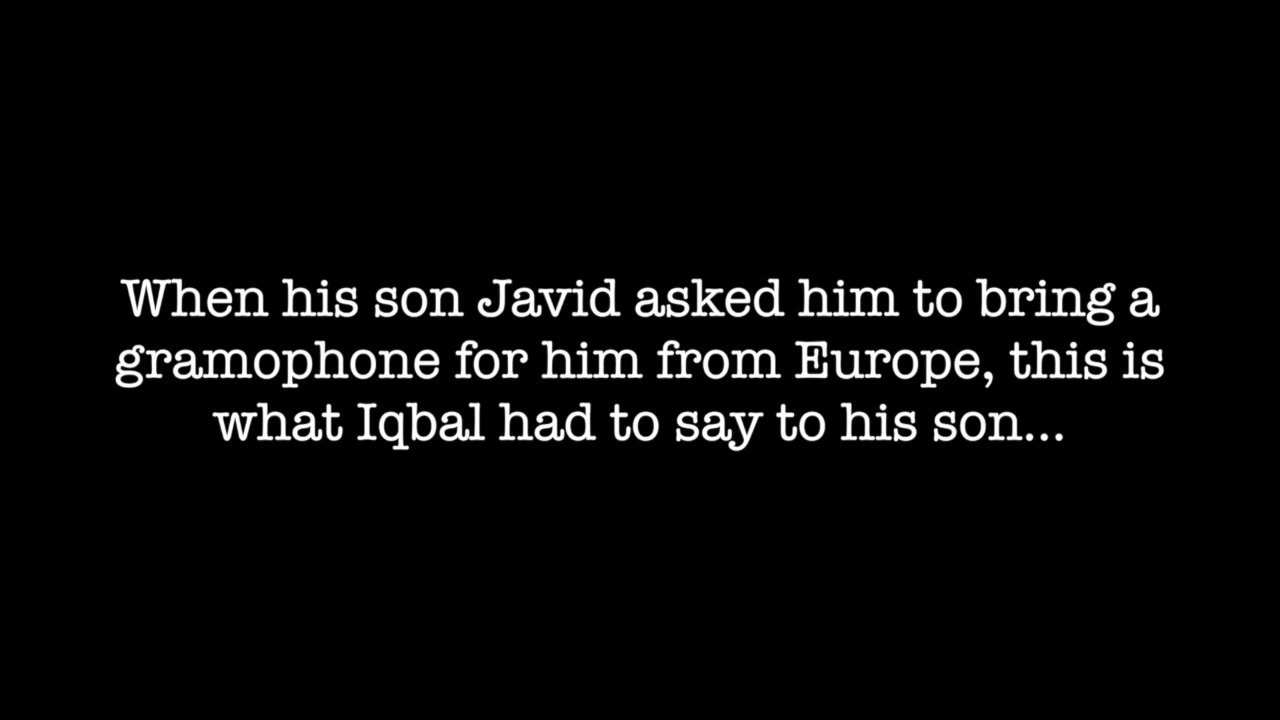 When his son Javid asked him to bring a
gramophone for him from Europe, this is
what Iqbal had to say to his son...